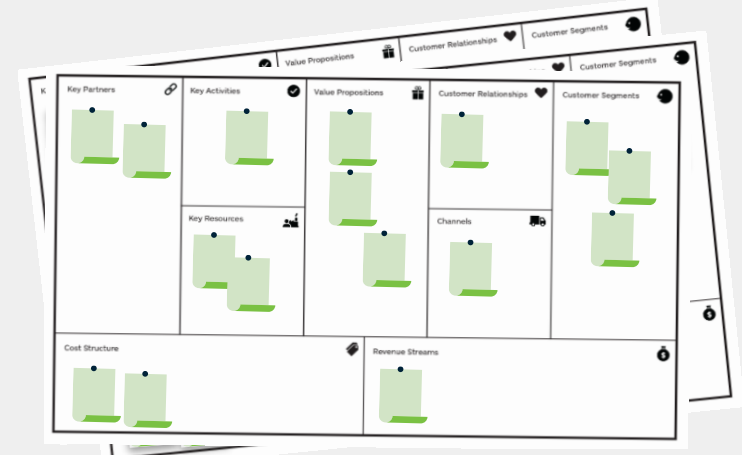 Value Propositions
Customer Relationships
Customer Segments
Customer Segments
Key Partners
Key Activities
Value Propositions
Customer Relationships
Customer Segments
Key Resources
Channels
Cost Structure
Revenue Streams